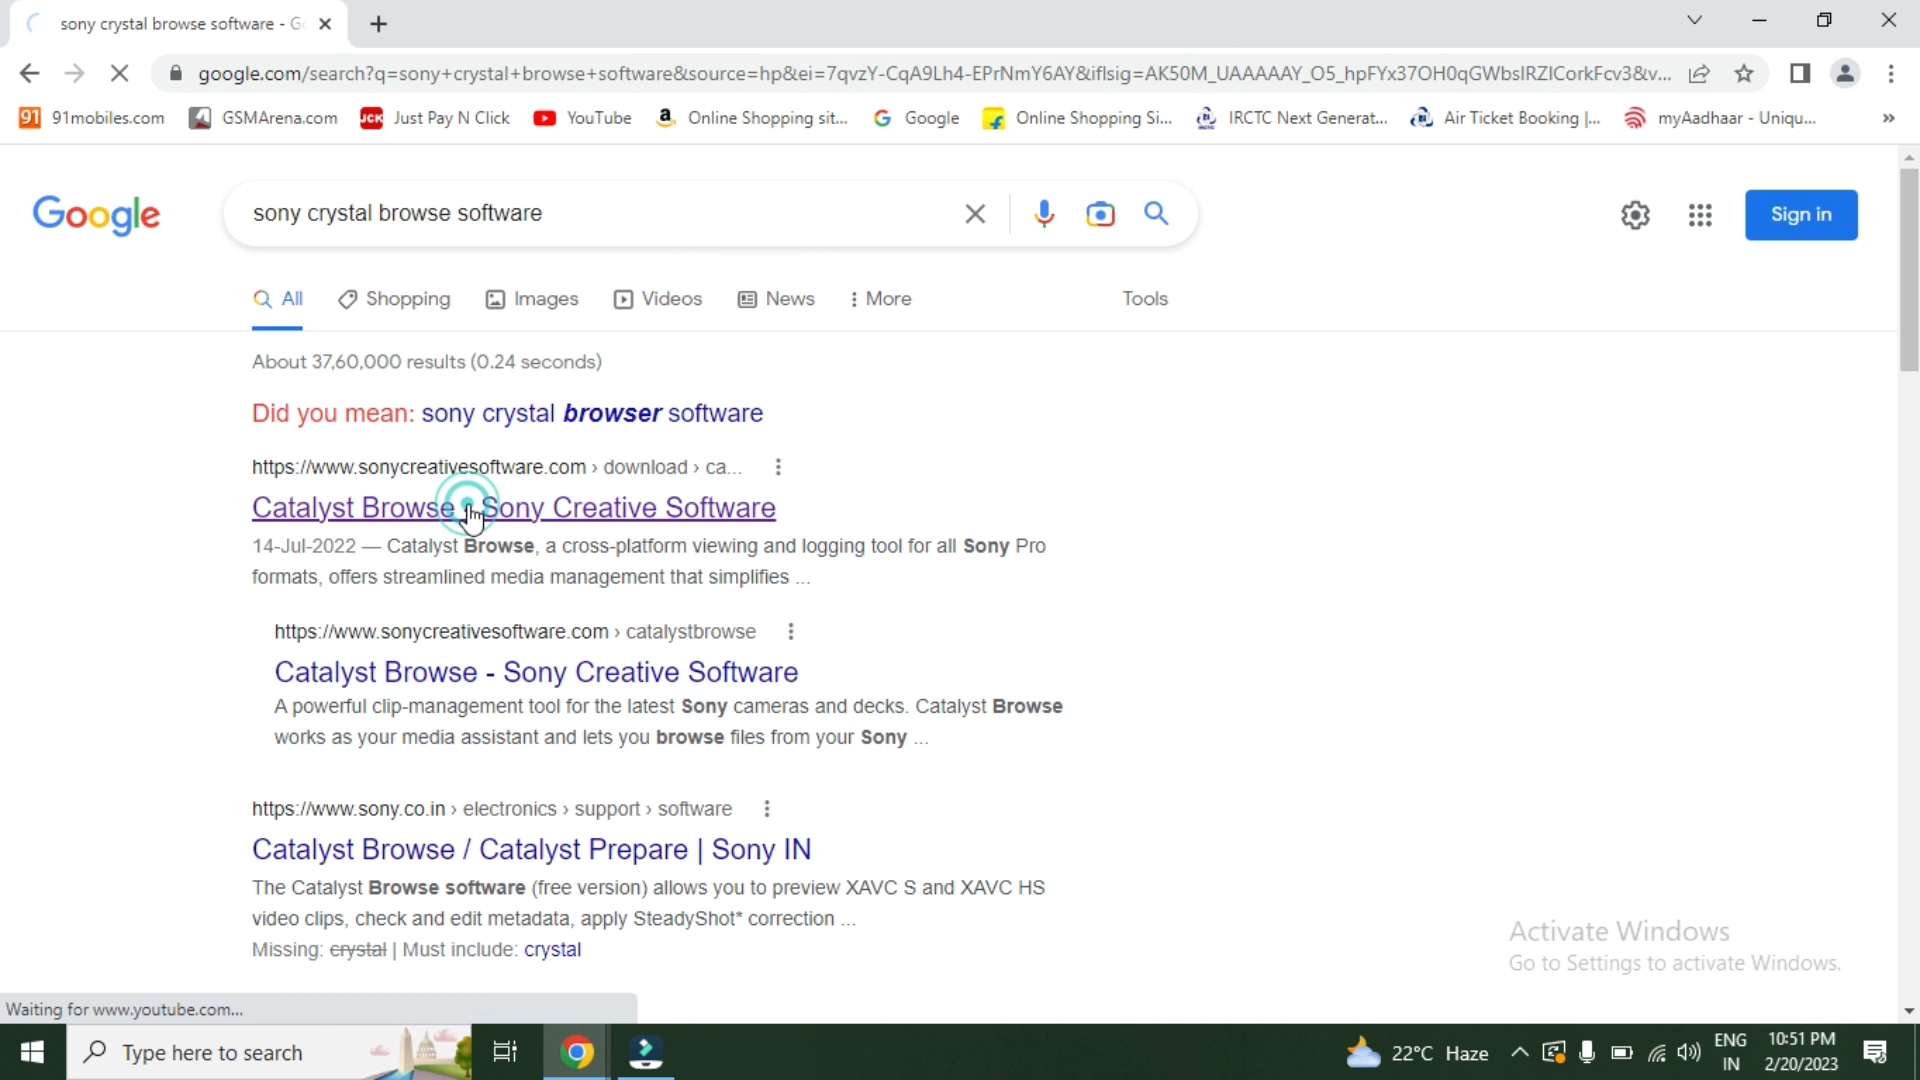 sony crystal browse software - G
google.com/search?q=sony+crystal+browse+software&source=hp&ei=7qvzY-CqA9Lh4-EPrNmY6AY&iflsig=AK50M_UAAAAAY_O5_hpFYx37OH0qGWbsIRZICorkFcv3&v...
91 91mobiles.com GSMArena.com JCK Just Pay N Click YouTube Online Shopping sit... Google Online Shopping Si... IRCTC Next Generat... Air Ticket Booking |... myAadhaar - Uniqu... »
Google sony crystal browse software Sign in
All Shopping Images Videos News More Tools
About 37,60,000 results (0.24 seconds)
Did you mean: sony crystal browser software
https://www.sonycreativesoftware.com › download › ca...
Catalyst Browse - Sony Creative Software
14-Jul-2022 — Catalyst Browse, a cross-platform viewing and logging tool for all Sony Pro
formats, offers streamlined media management that simplifies ...
https://www.sonycreativesoftware.com › catalystbrowse
Catalyst Browse - Sony Creative Software
A powerful clip-management tool for the latest Sony cameras and decks. Catalyst Browse
works as your media assistant and lets you browse files from your Sony ...
https://www.sony.co.in › electronics › support › software
Catalyst Browse / Catalyst Prepare | Sony IN
The Catalyst Browse software (free version) allows you to preview XAVC S and XAVC HS
video clips, check and edit metadata, apply SteadyShot* correction ...
Missing: crystal | Must include: crystal
Activate Windows
Go to Settings to activate Windows.
Waiting for www.youtube.com...
Type here to search 22°C Haze ENG 10:51 PM
IN 2/20/2023